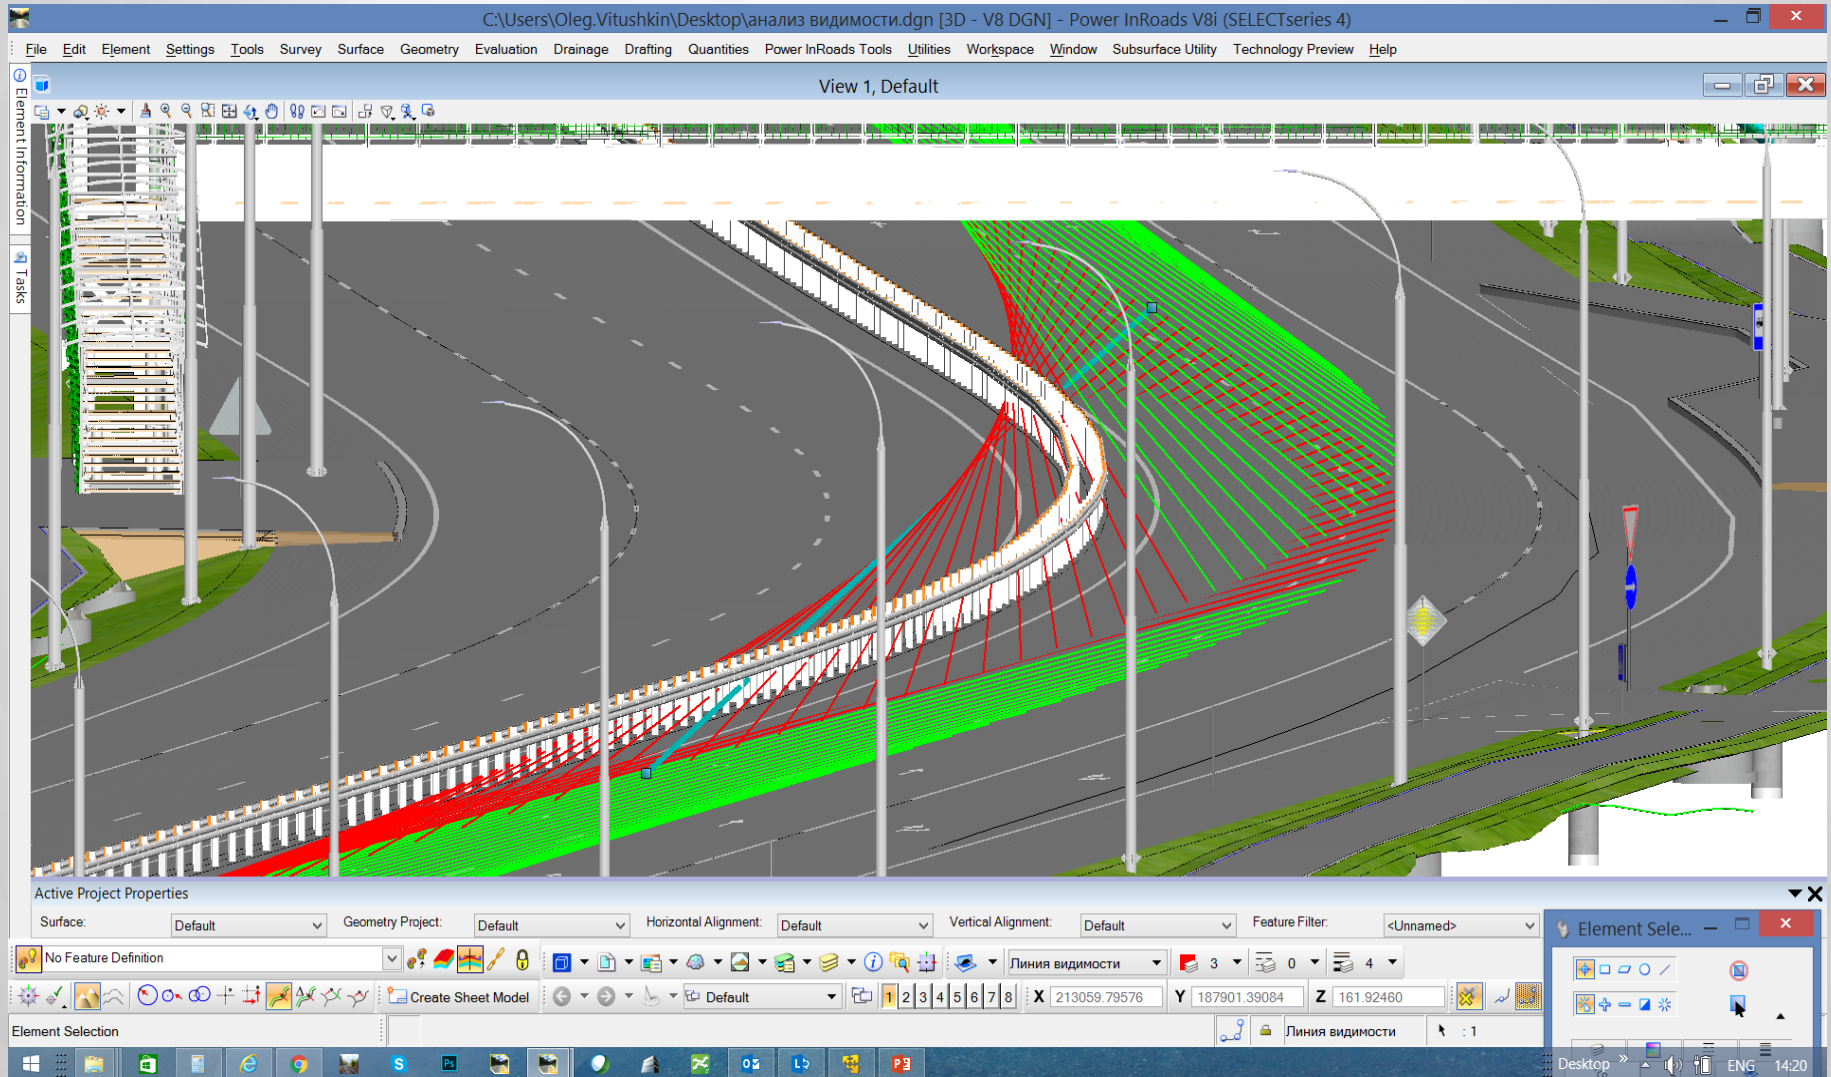 C:\Users\Oleg.Vitushkin\Desktop\анализ видимости.dgn [3D - V8 DGN] - Power InRoads V8i (SELECTseries 4)
File Edit Element Settings Tools Survey Surface Geometry Evaluation Drainage Drafting Quantities Power InRoads Tools Utilities Workspace Window Subsurface Utility Technology Preview Help
View 1, Default
Element Information
Tasks
Active Project Properties
Surface: Default Geometry Project: Default Horizontal Alignment: Default Vertical Alignment: Default Feature Filter: <Unnamed>
Element Sele...
No Feature Definition Линия видимости 3 0 4
Create Sheet Model Default 1 2 3 4 5 6 7 8 X 213059.79576 Y 187901.39084 Z 161.92460
Element Selection Линия видимости : 1
Desktop » ENG 14:20